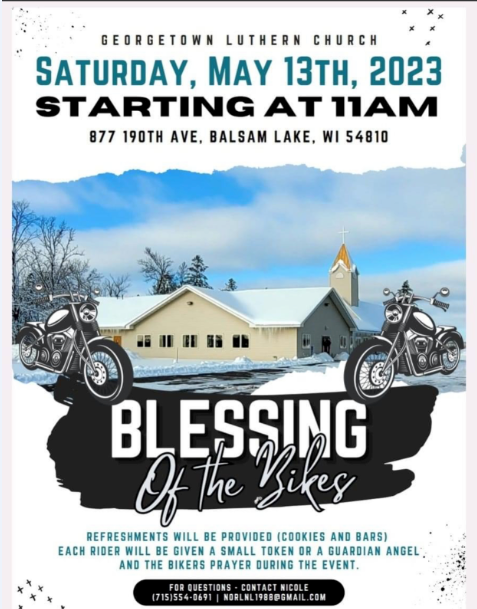 GEORGETOWN LUTHERN CHURCH
SATURDAY, MAY 13TH, 2023
STARTING AT 11AM
877 190TH AVE, BALSAM LAKE, WI 54810
BLESSING
Of the Bikes
REFRESHMENTS WILL BE PROVIDED (COOKIES AND BARS)
EACH RIDER WILL BE GIVEN A SMALL TOKEN OR A GUARDIAN ANGEL
AND THE BIKERS PRAYER DURING THE EVENT.
FOR QUESTIONS - CONTACT NICOLE
(715)554-0691 | NORLNL1988@GMAIL.COM